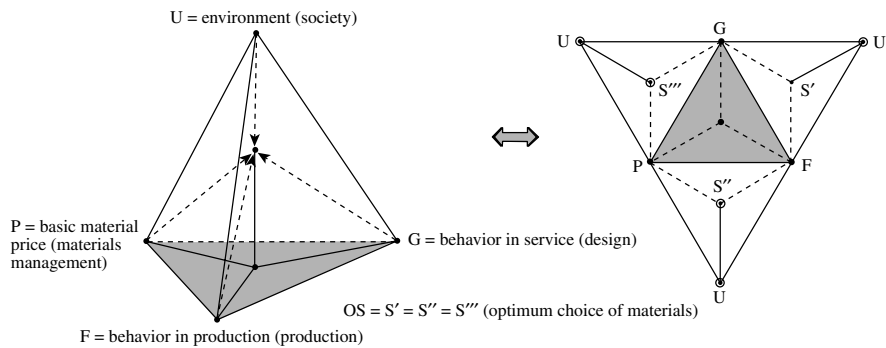 U = environment (society)
P = basic material
price (materials
management)
G = behavior in service (design)
F = behavior in production (production)
OS = S′ = S″ = S‴ (optimum choice of materials)
G
U
U
S‴
S′
P
F
S″
U